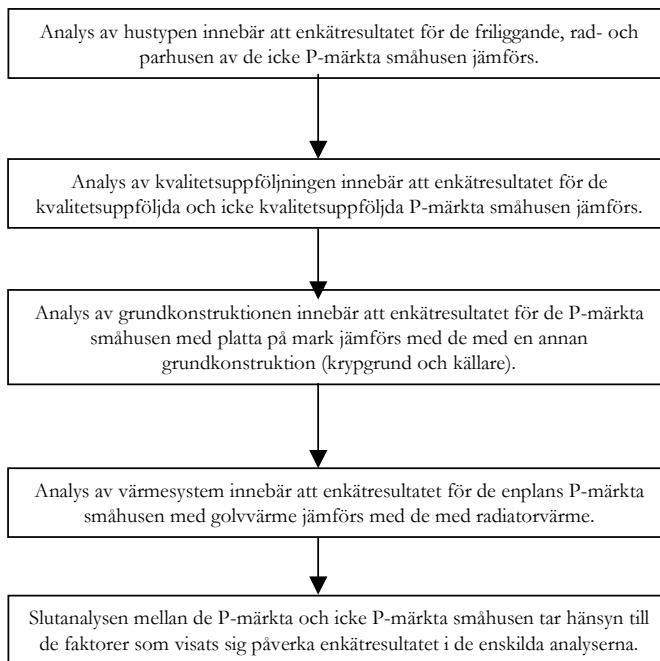 Analys av hustypen innebär att enkätresultatet för de friliggande, rad- och
parhusen av de icke P-märkta småhusen jämförs.
Analys av kvalitetsuppföljningen innebär att enkätresultatet för de
kvalitetsuppföljda och icke kvalitetsuppföljda P-märkta småhusen jämförs.
Analys av grundkonstruktionen innebär att enkätresultatet för de P-märkta
småhusen med platta på mark jämförs med de med en annan
grundkonstruktion (krypgrund och källare).
Analys av värmesystem innebär att enkätresultatet för de enplans P-märkta
småhusen med golvvärme jämförs med de med radiatorvärme.
Slutanalysen mellan de P-märkta och icke P-märkta småhusen tar hänsyn till
de faktorer som visats sig påverka enkätresultatet i de enskilda analyserna.